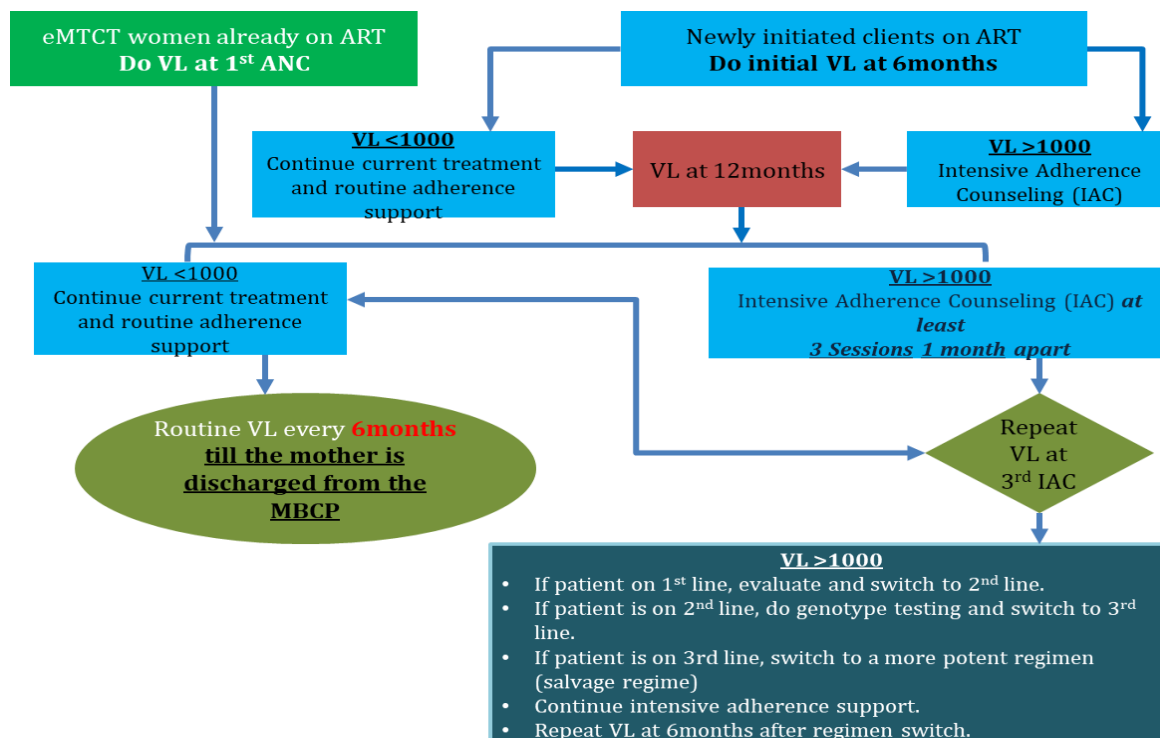 eMTCT women already on ART
Do VL at 1st ANC
Newly initiated clients on ART
Do initial VL at 6months
VL <1000
Continue current treatment
and routine adherence
support
VL at 12months
VL >1000
Intensive Adherence
Counseling (IAC)
VL <1000
Continue current treatment
and routine adherence
support
VL >1000
Intensive Adherence Counseling (IAC) at
least
3 Sessions 1 month apart
Routine VL every 6months
till the mother is
discharged from the
MBCP
Repeat
VL at
3rd IAC
VL >1000
• If patient on 1st line, evaluate and switch to 2nd line.
• If patient is on 2nd line, do genotype testing and switch to 3rd
line.
• If patient is on 3rd line, switch to a more potent regimen
(salvage regime)
• Continue intensive adherence support.
• Repeat VL at 6months after regimen switch.